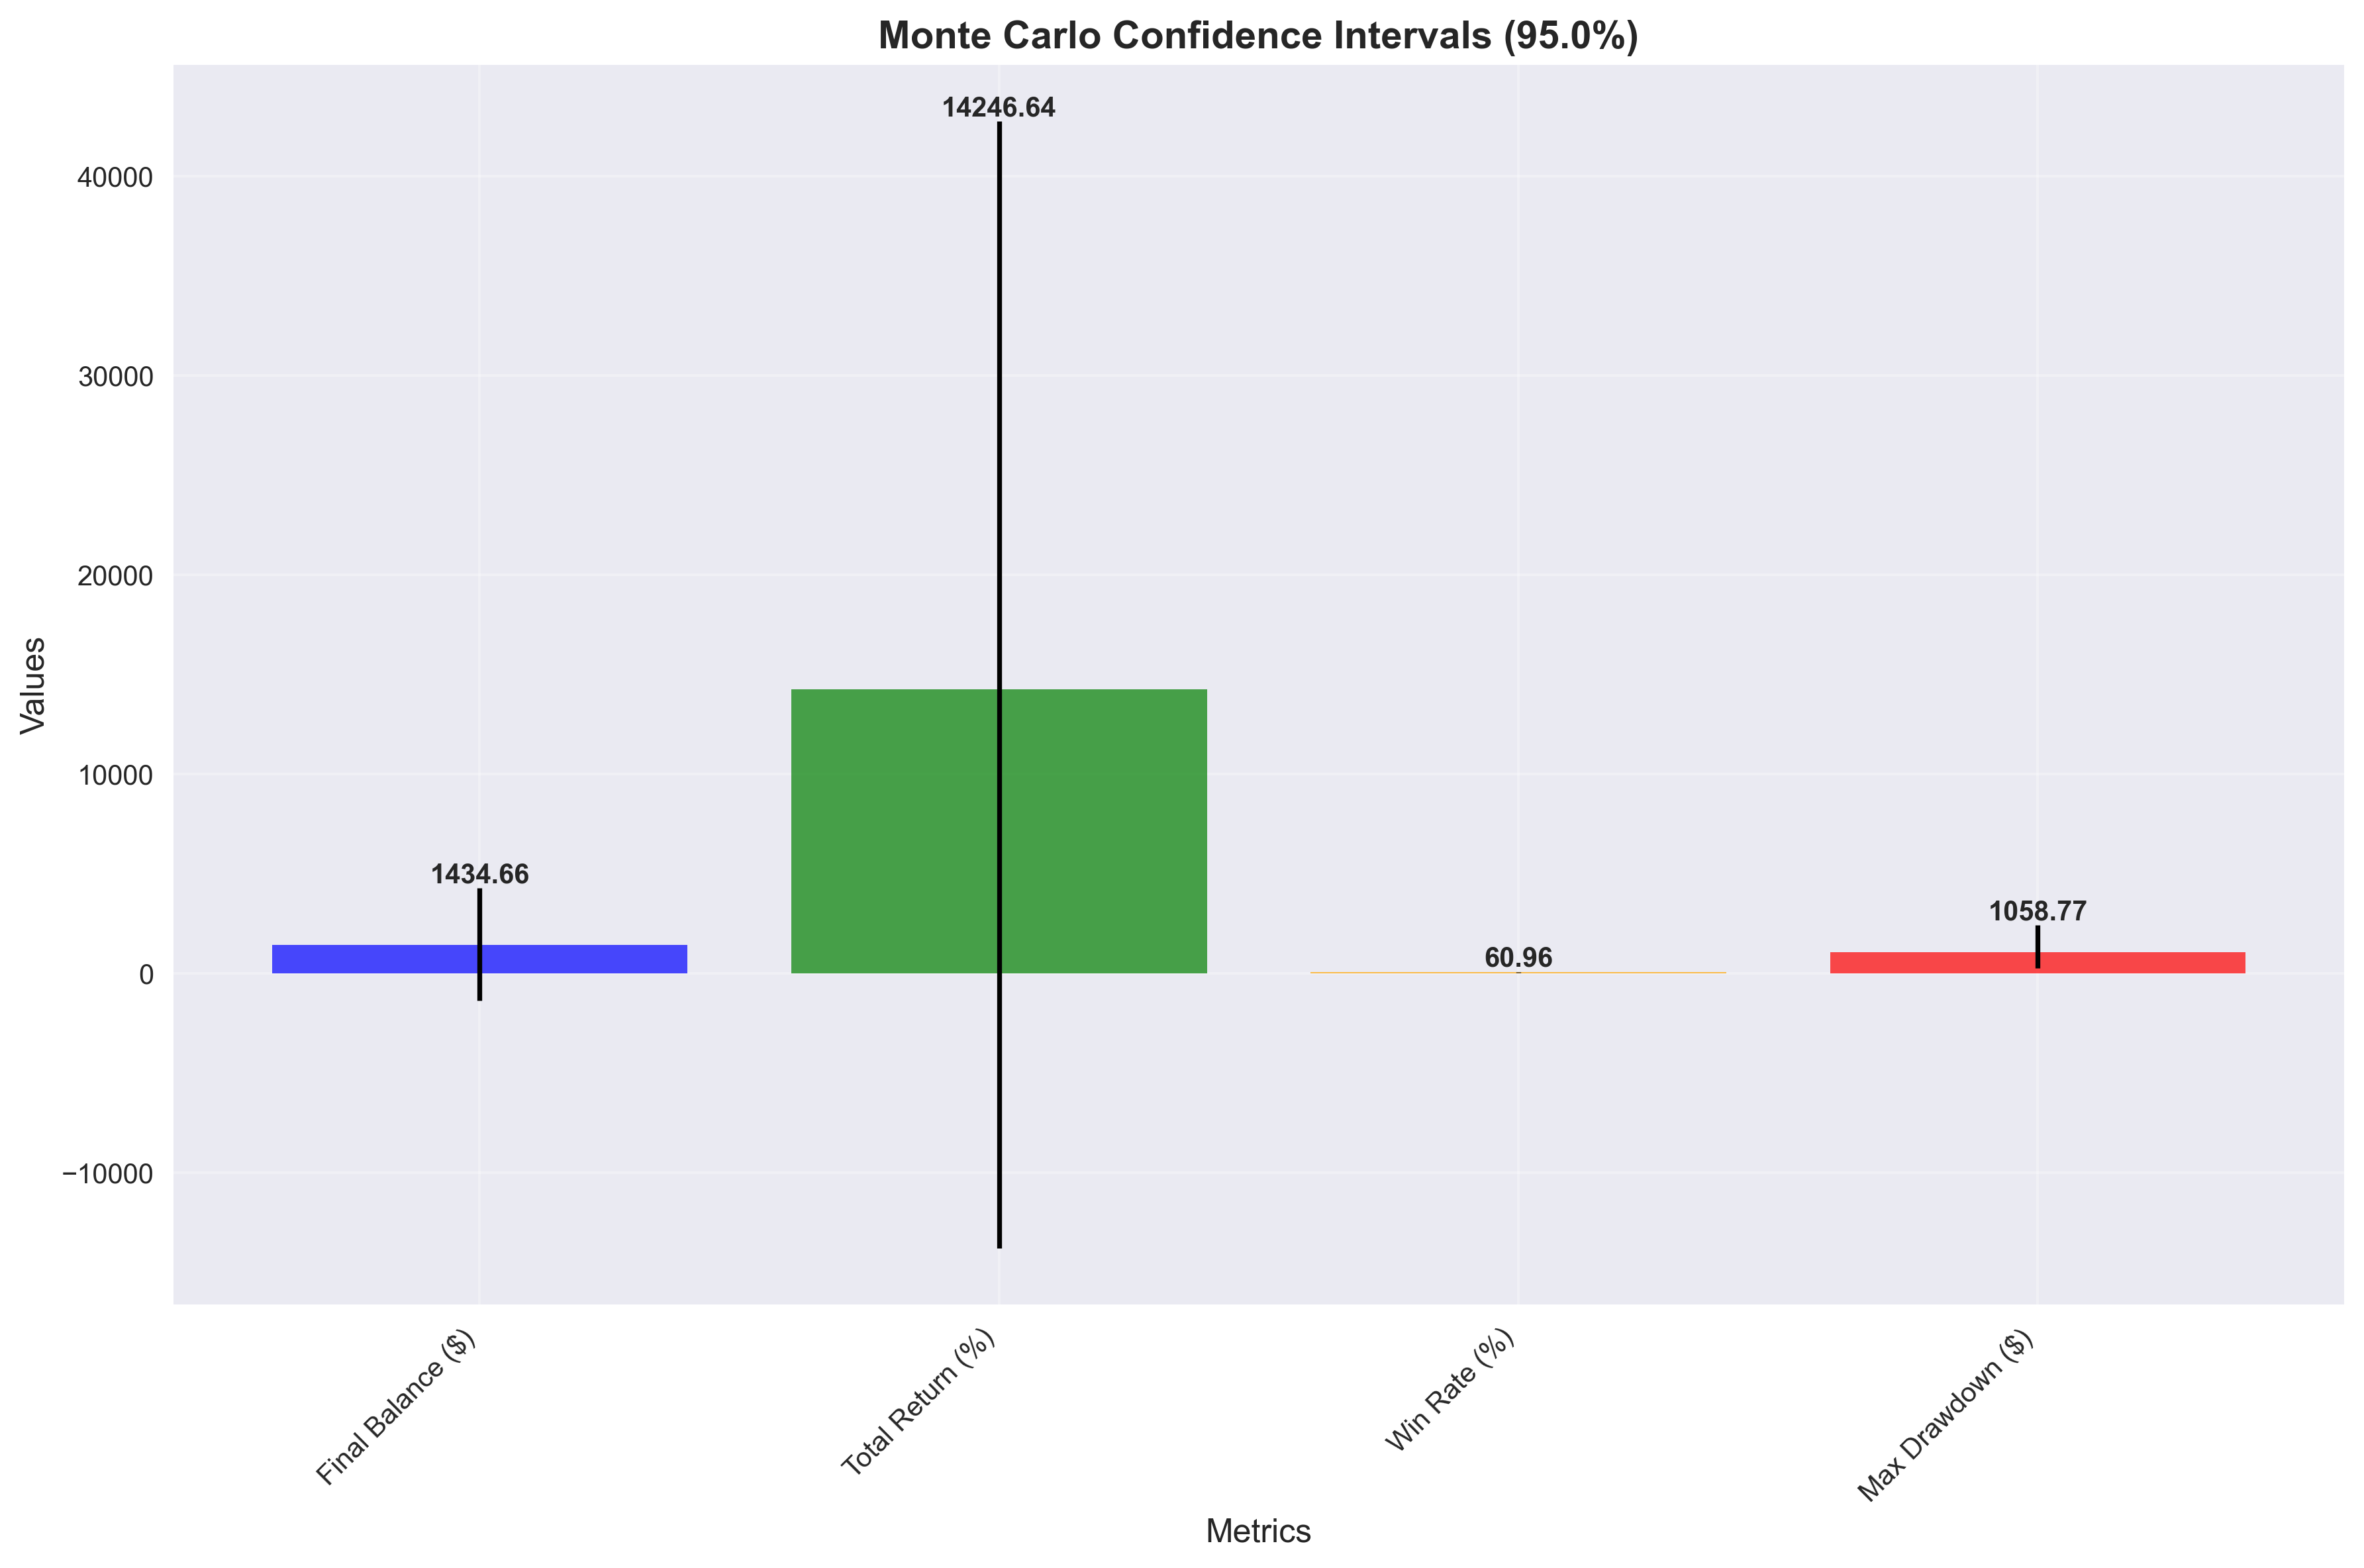 Monte Carlo Confidence Intervals (95.0%)
14246.64
40000
30000
20000
Values
10000
1434.66
1058.77
60.96
0
−10000
Final Balance ($)
Total Return (%)
Win Rate (%)
Max Drawdown ($)
Metrics